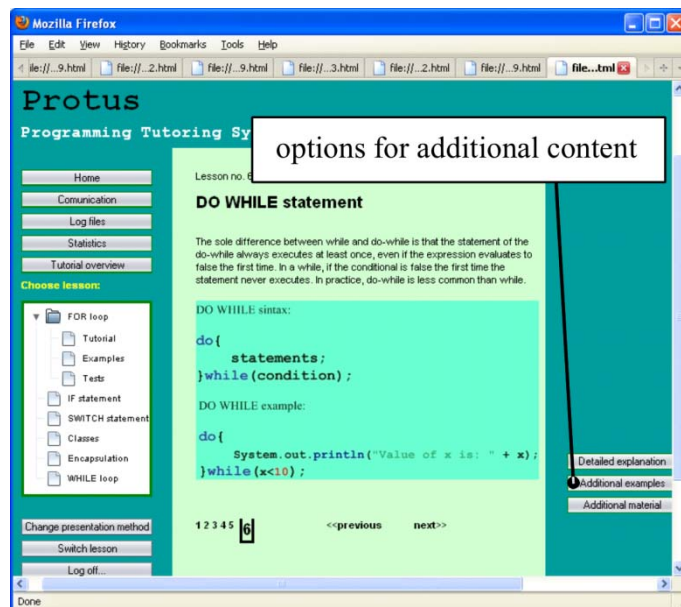 Mozilla Firefox
File Edit View History Bookmarks Tools Help
ile://...9.html file://...2.html file://...9.html file://...3.html file://...2.html file://...9.html file...tml
Protus
Programming Tutoring Sy
options for additional content
Home
Comunication
Log files
Statistics
Tutorial overview
Choose lesson:
FOR loop
Tutorial
Examples
Tests
IF statement
SWITCH statement
Classes
Encapsulation
WHILE loop
Change presentation method
Switch lesson
Log off...
Lesson no. 6
DO WHILE statement
The sole difference between while and do-while is that the statement of the
do-while always executes at least once, even if the expression evaluates to
false the first time. In a while, if the conditional is false the first time the
statement never executes. In practice, do-while is less common than while.
DO WHILE sintax:
do{
statements;
}while(condition);
DO WHILE example:
do{
System.out.println("Value of x is: " + x);
}while(x<10);
1 2 3 4 5 6 <<previous next>>
Detailed explanation
Additional examples
Additional material
Done